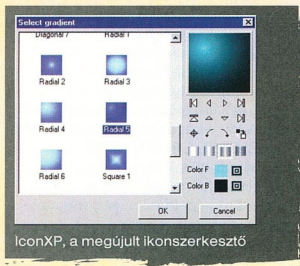 Select gradient
Diagonal 7 Radial 1
Radial 2 Radial 3
Radial 4 Radial 5
Radial 6 Square 1
Color F
Color B
OK Cancel
IconXP, a megújult ikonszerkesztő